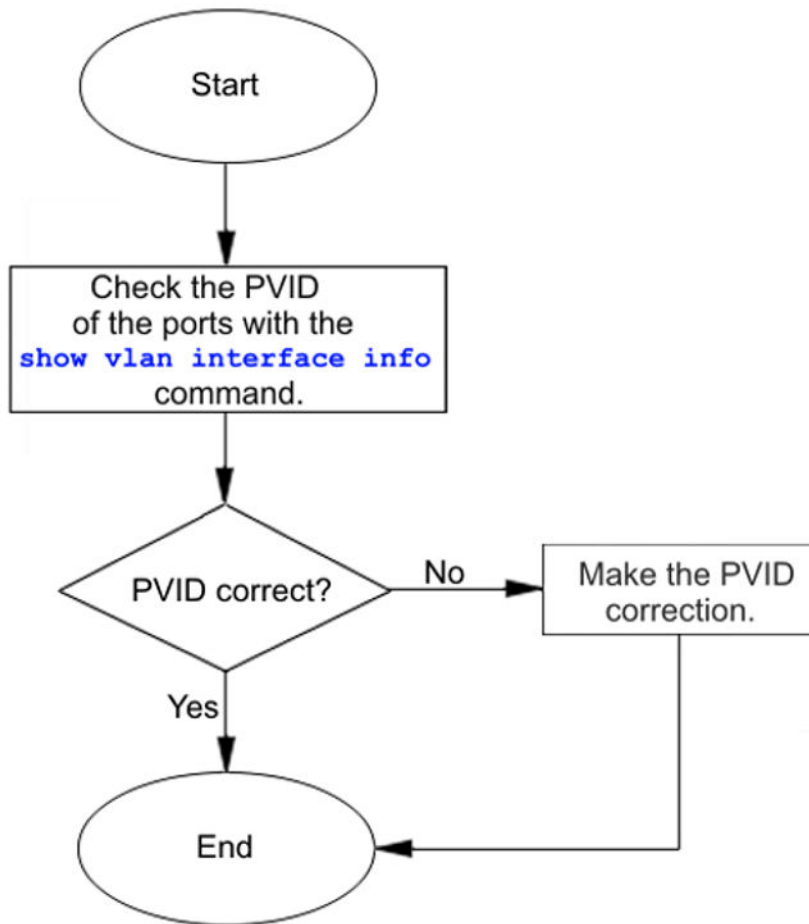 Start
Check the PVID
of the ports with the
show vlan interface info
command.
PVID correct?
No
Make the PVID
correction.
Yes
End